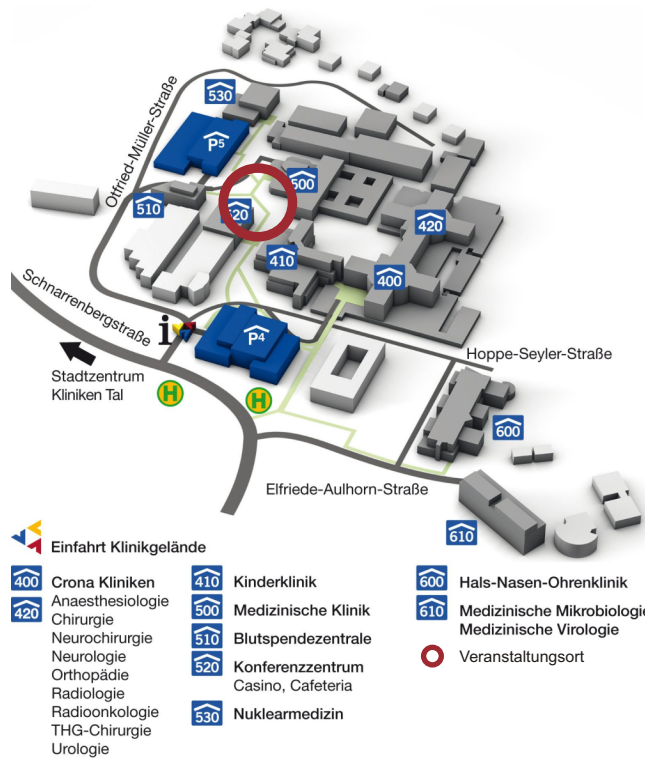 530
P5
Otfried-Müller-Straße
500
510
520
420
410
400
Schnarrenbergstraße
i
P4
Hoppe-Seyler-Straße
Stadtzentrum
Kliniken Tal
H
H
600
Elfriede-Aulhorn-Straße
610
Einfahrt Klinikgelände
400 Crona Kliniken
420 Anaesthesiologie
Chirurgie
Neurochirurgie
Neurologie
Orthopädie
Radiologie
Radioonkologie
THG-Chirurgie
Urologie
410 Kinderklinik
500 Medizinische Klinik
510 Blutspendezentrale
520 Konferenzzentrum
Casino, Cafeteria
530 Nuklearmedizin
600 Hals-Nasen-Ohrenklinik
610 Medizinische Mikrobiologie
Medizinische Virologie
Veranstaltungsort